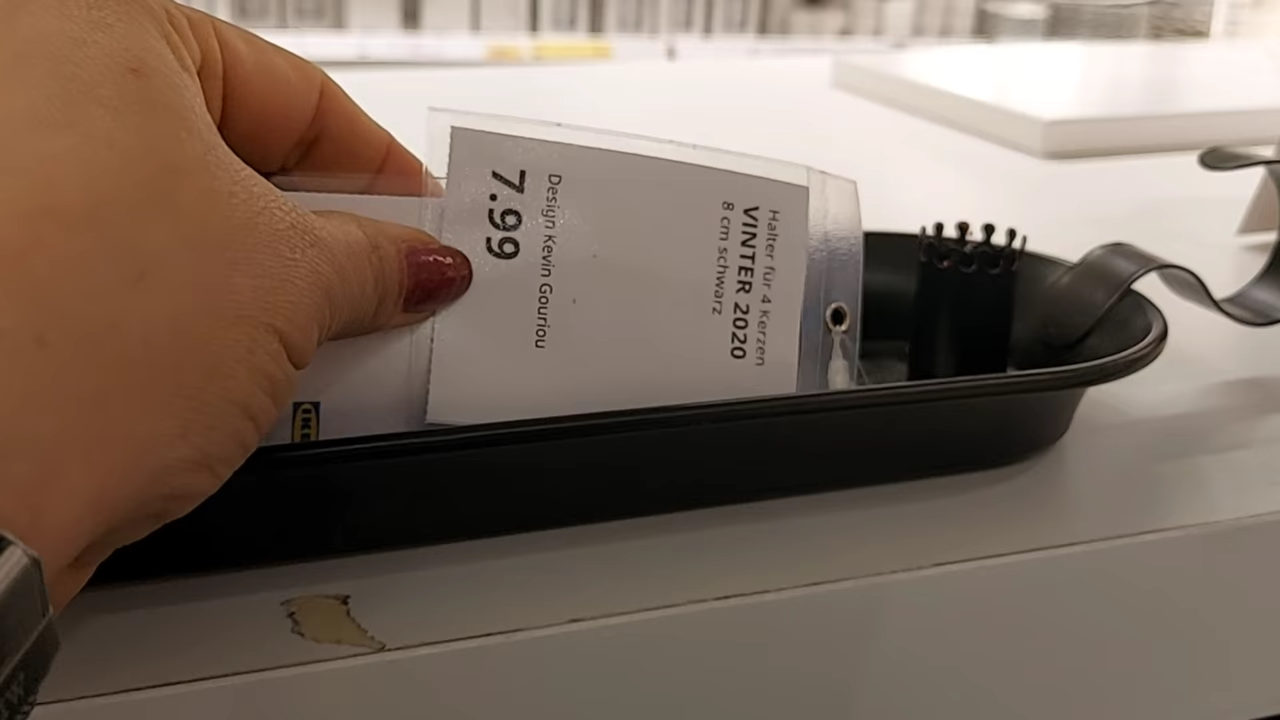 Halter für 4 Kerzen
VINTER 2020
8 cm schwarz
Design Kevin Gouriou
7.99